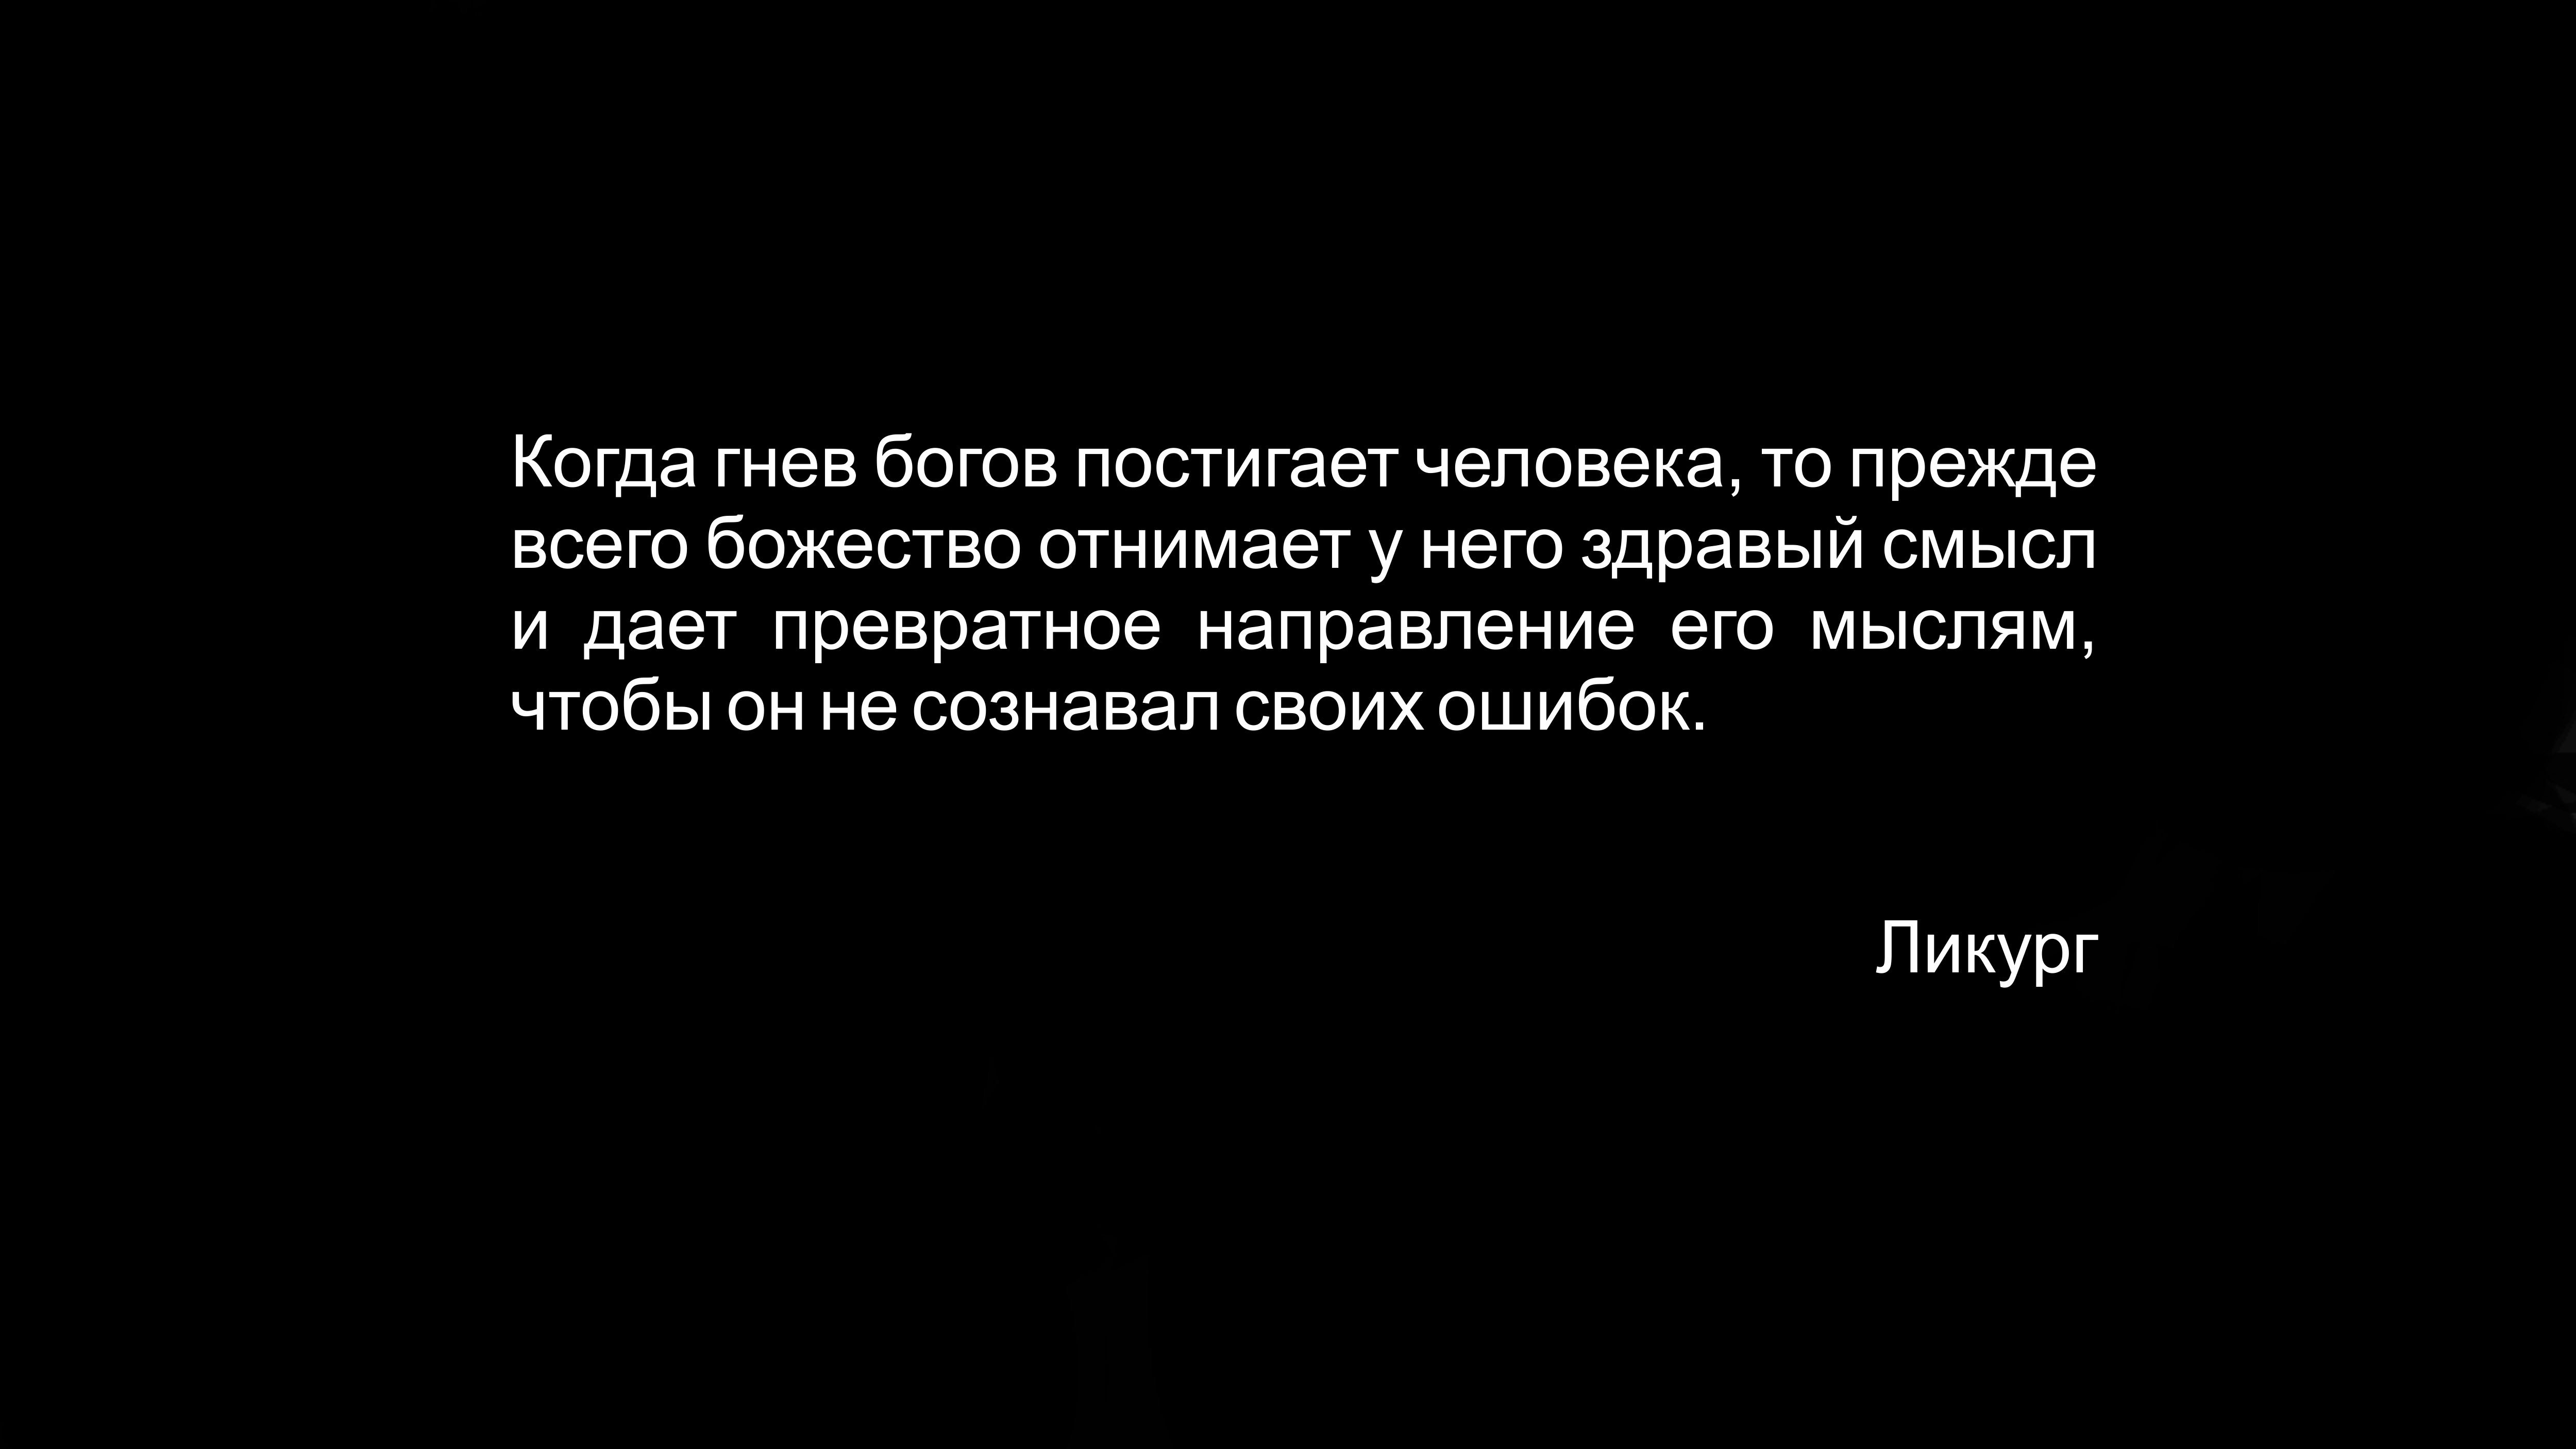 Когда гнев богов постигает человека, то прежде
всего божество отнимает у него здравый смысл
и дает превратное направление его мыслям,
чтобы он не сознавал своих ошибок.
Ликург